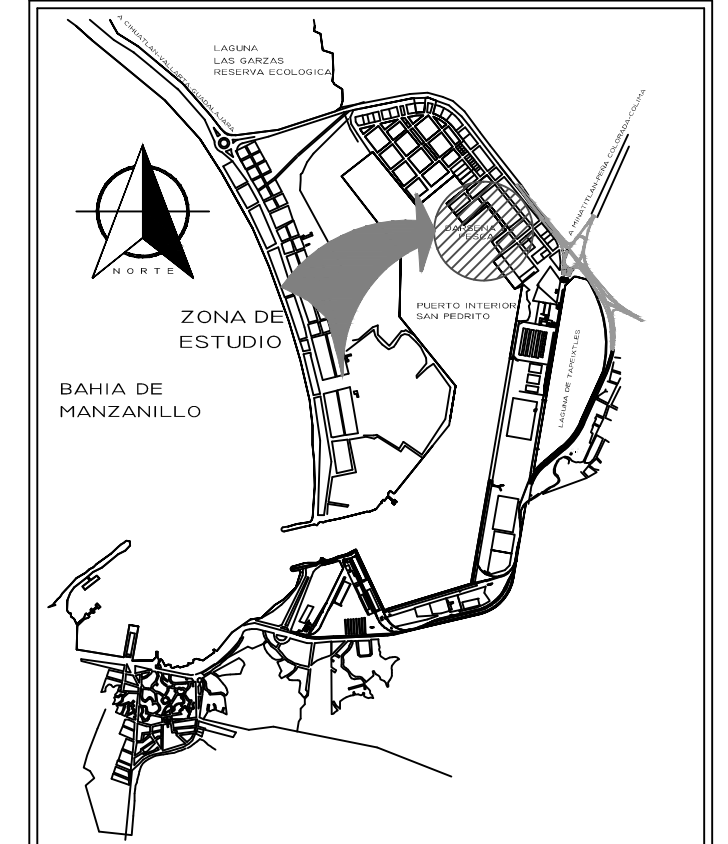 A CIHUATLAN-VALLARTA-GUADALAJARA
LAGUNA
LAS GARZAS
RESERVA ECOLOGICA
A MINATITLAN-PEÑA COLORADA-COLIMA
NORTE
DARSENA
PESCA
ZONA DE
ESTUDIO
PUERTO INTERIOR
SAN PEDRITO
LAGUNA DE TAPEIXTLES
BAHIA DE
MANZANILLO